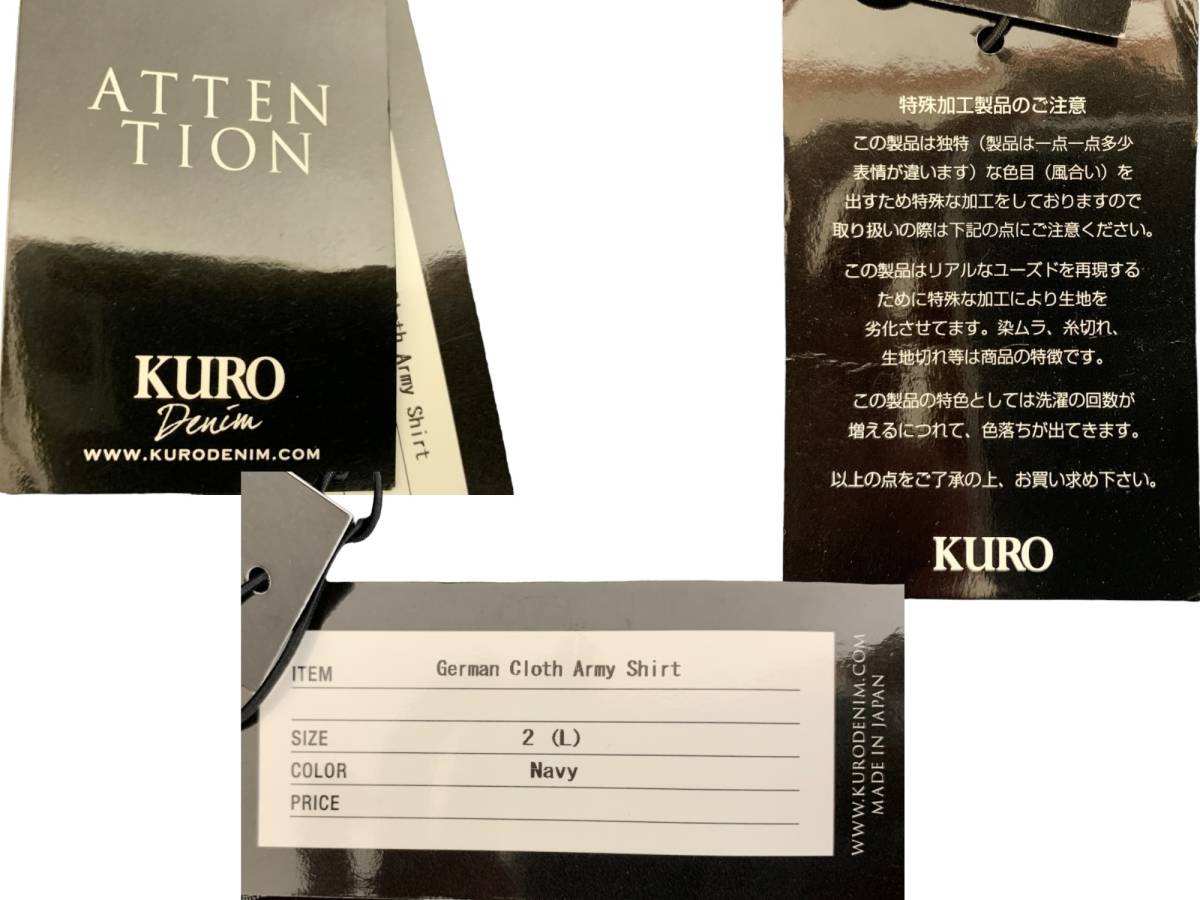 ATTEN
TION
KURO
Denim
WWW.KURODENIM.COM
Cloth Army Shirt
特殊加工製品のご注意
この製品は独特（製品は一点一点多少
表情が違います）な色目（風合い）を
出すため特殊な加工をしておりますので
取り扱いの際は下記の点にご注意ください。
この製品はリアルなユーズドを再現する
ために特殊な加工により生地を
劣化させてます。染ムラ、糸切れ、
生地切れ等は商品の特徴です。
この製品の特色としては洗濯の回数が
増えるにつれて、色落ちが出てきます。
以上の点をご了承の上、お買い求め下さい。
KURO
ITEM German Cloth Army Shirt
SIZE 2 (L)
COLOR Navy
PRICE
WWW.KURODENIM.COM
MADE IN JAPAN